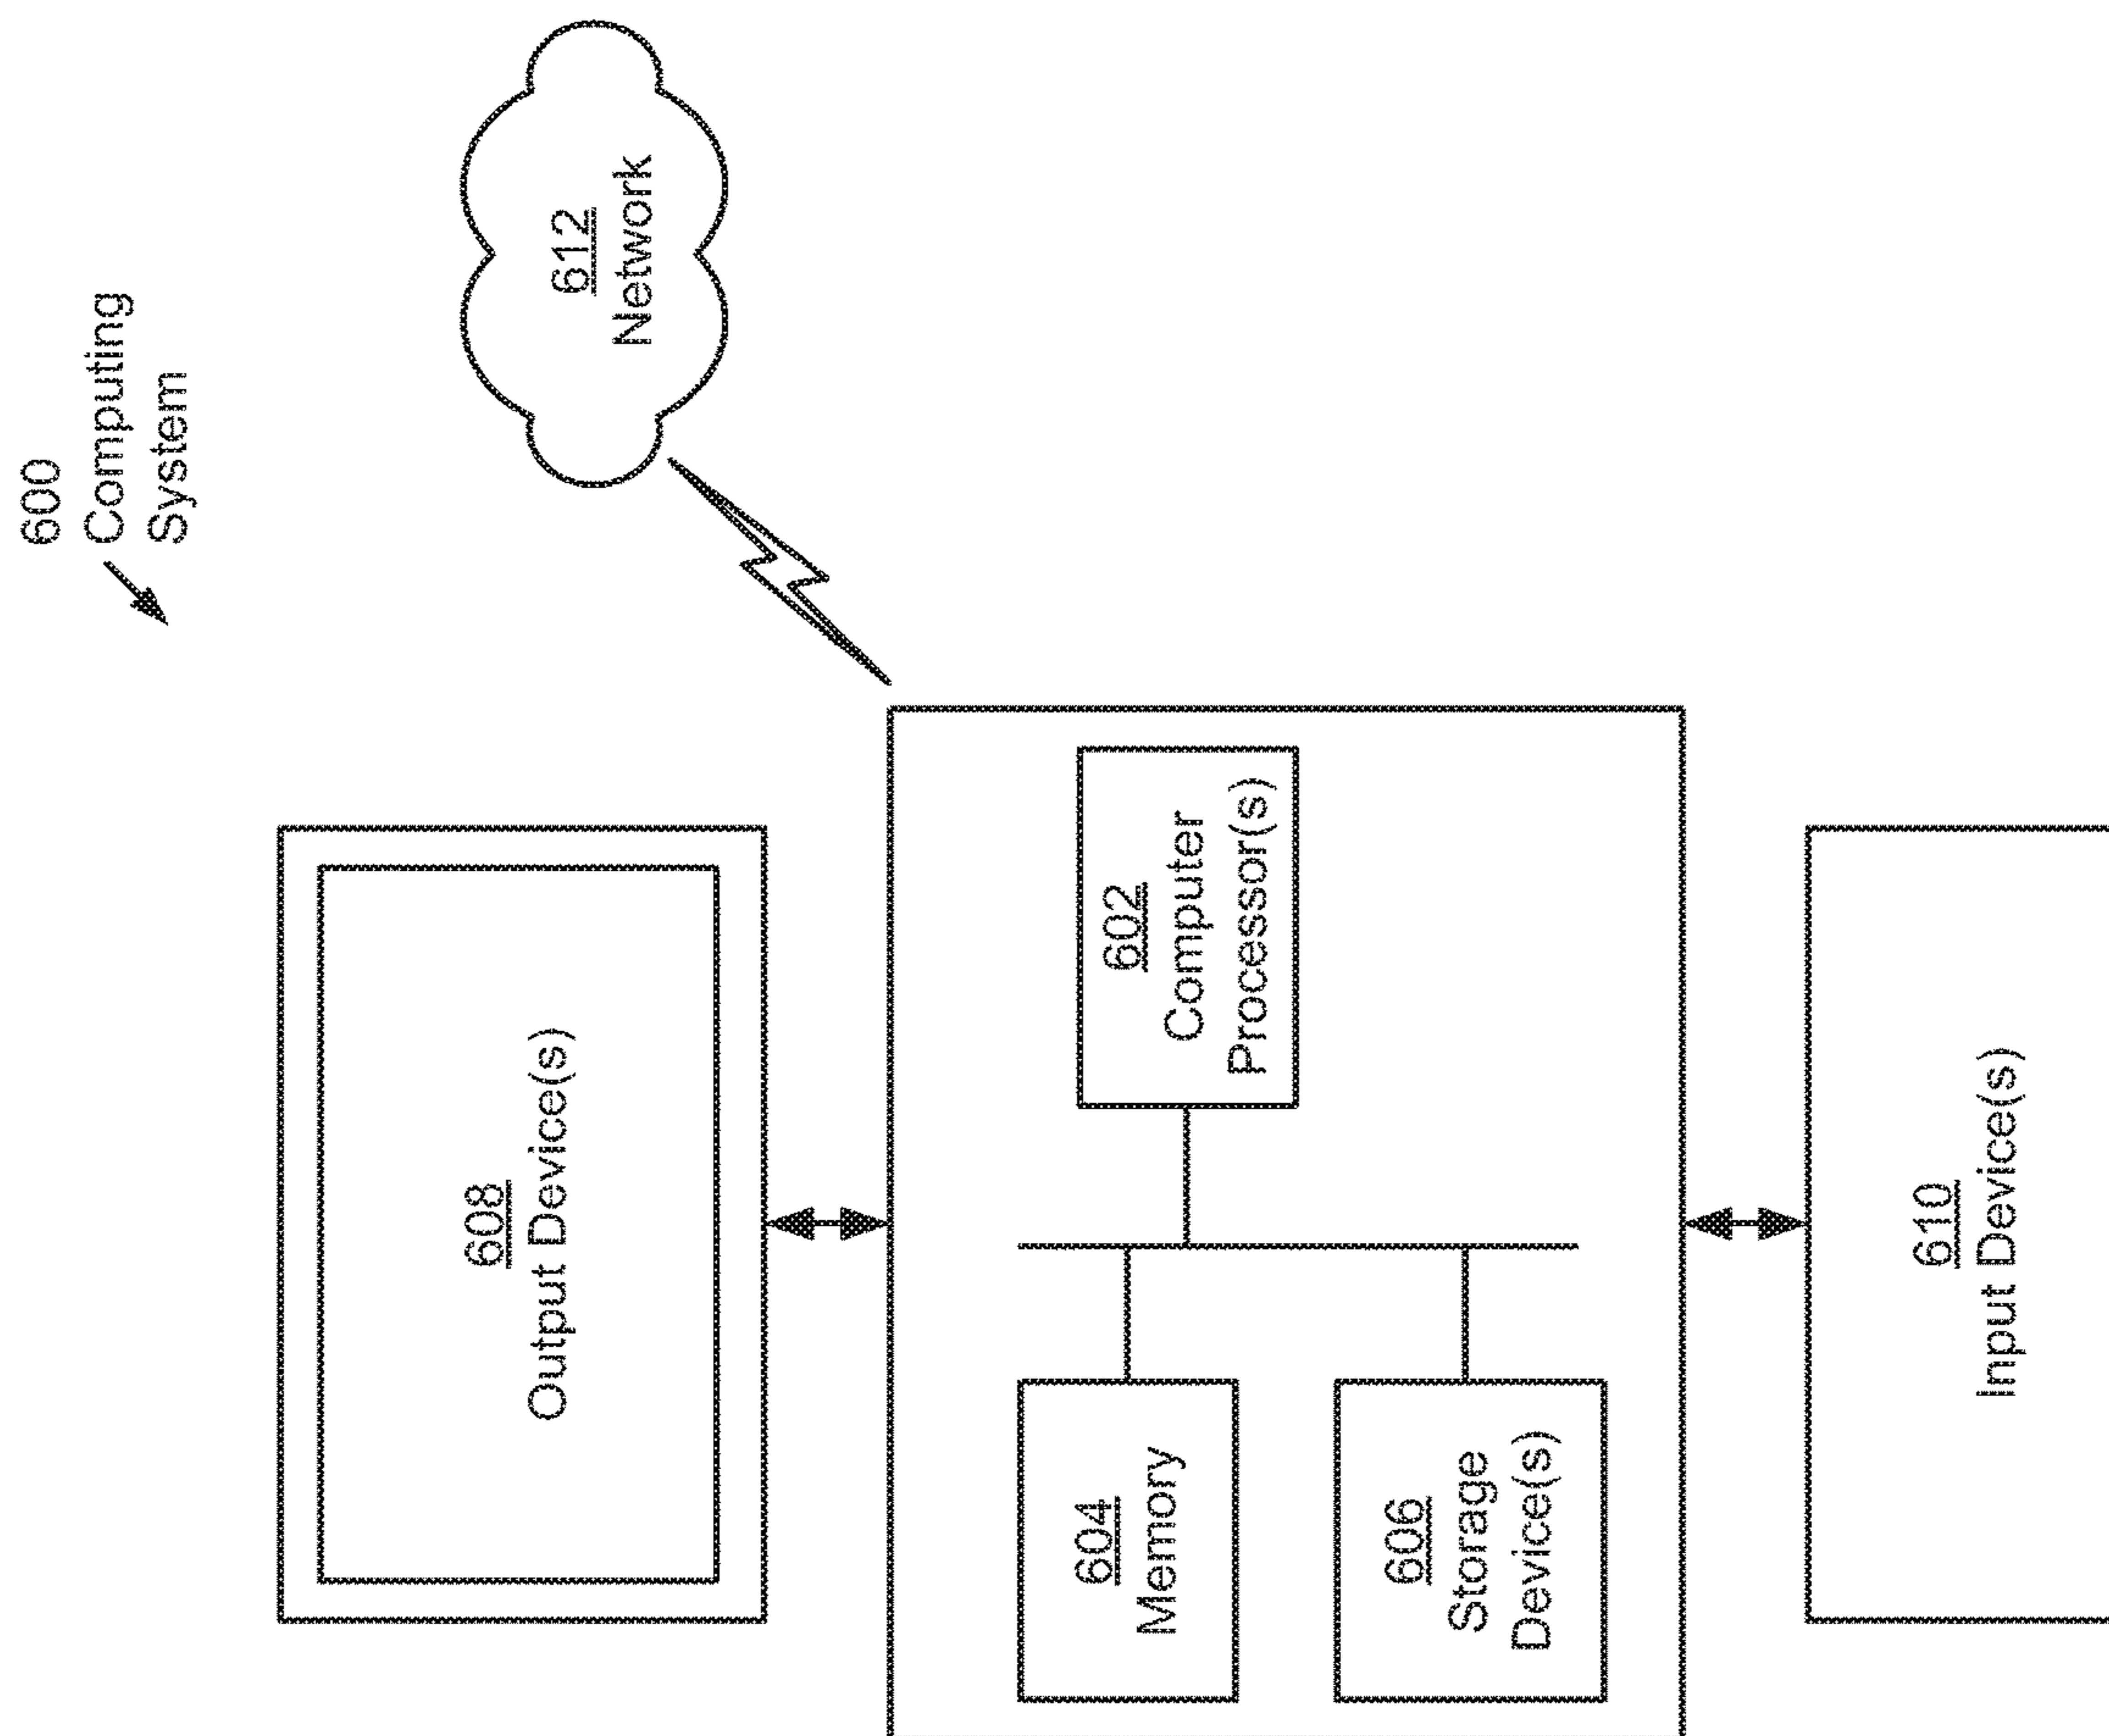 600
Computing
System
612
Network
608
Output Device(s)
602
Computer
Processor(s)
604
Memory
606
Storage
Device(s)
610
Input Device(s)